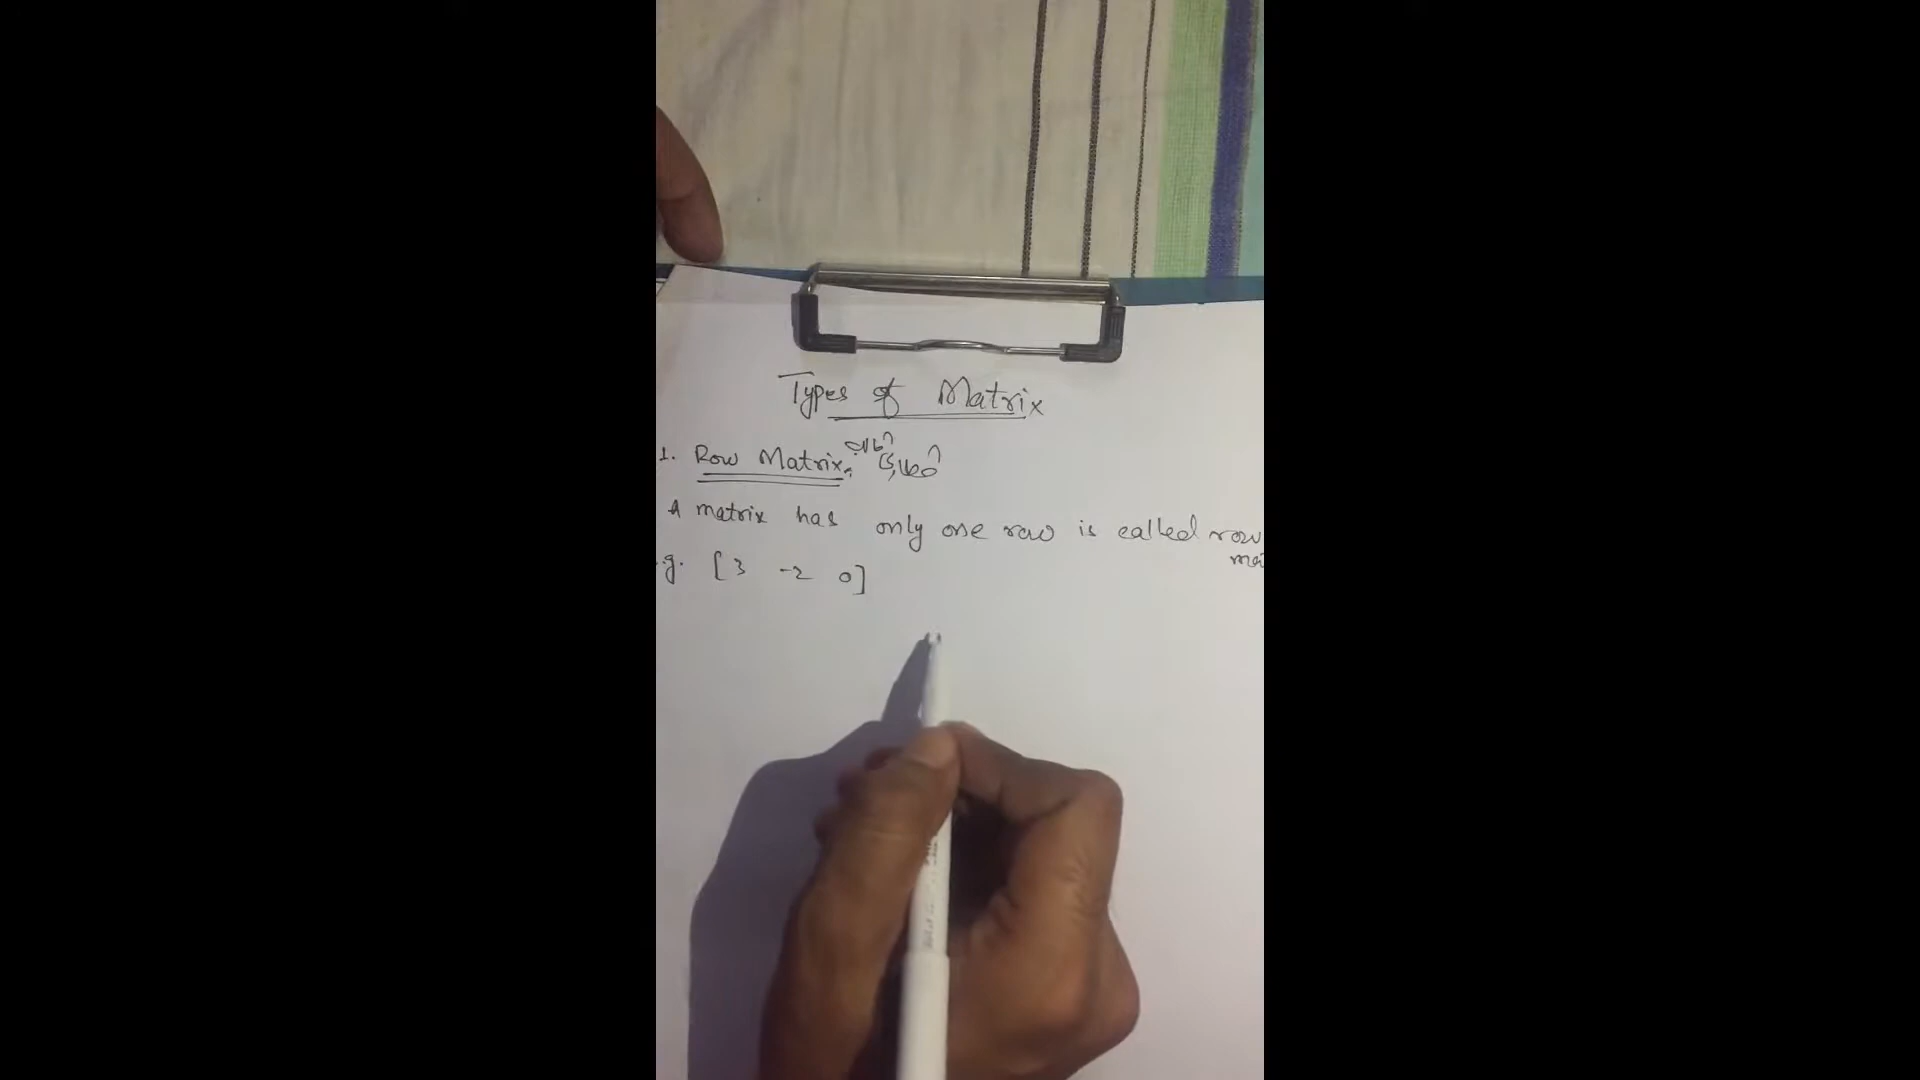 Types of Matrix
1. Row Matrix:
A matrix has only one row is called row
.g. [3 -2 0]